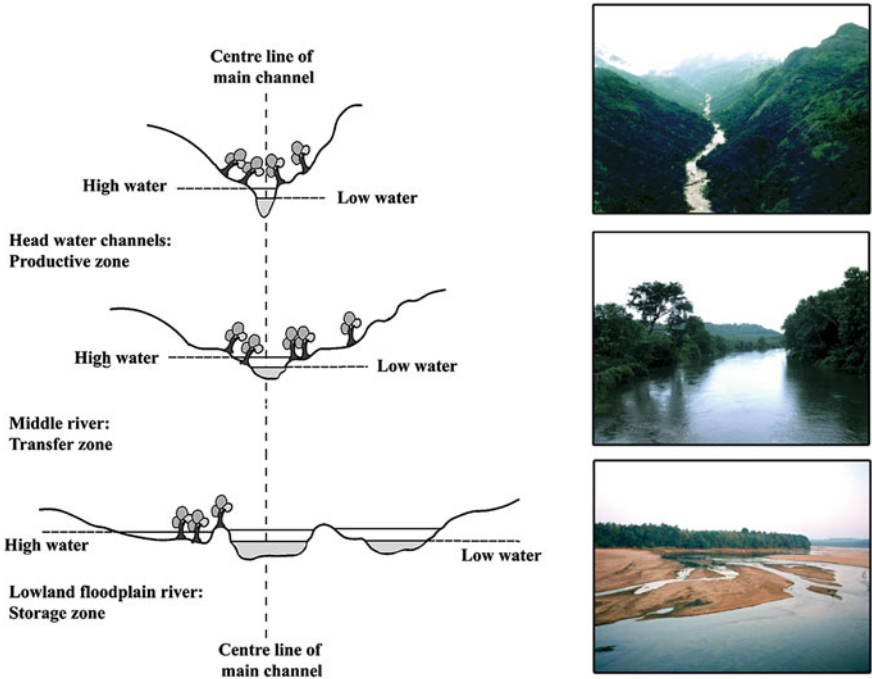 Centre line of
main channel
High water
Low water
Head water channels:
Productive zone
High water
Low water
Middle river:
Transfer zone
High water
Low water
Lowland floodplain river:
Storage zone
Centre line of
main channel